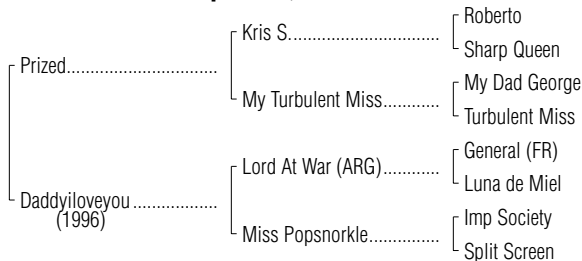 Roberto
Kris S.
Sharp Queen
Prized
My Dad George
My Turbulent Miss
Turbulent Miss
General (FR)
Lord At War (ARG)
Luna de Miel
Daddyiloveyou
(1996)
Imp Society
Miss Popsnorkle
Split Screen